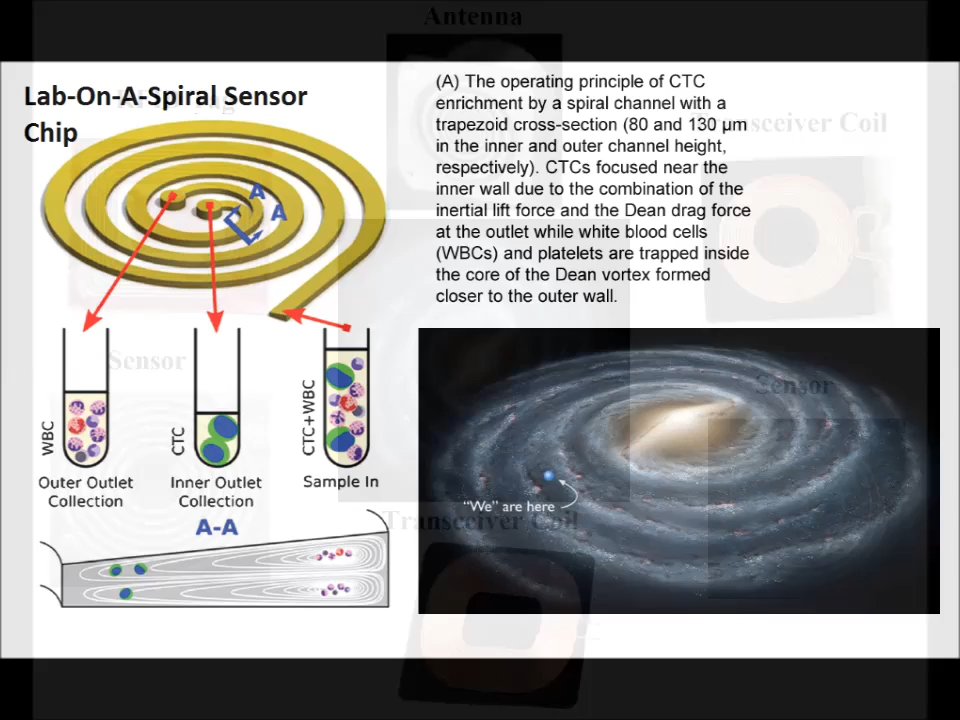 Antenna
Lab-On-A-Spiral Sensor
Chip
(A) The operating principle of CTC
enrichment by a spiral channel with a
trapezoid cross-section (80 and 130 µm
in the inner and outer channel height,
respectively). CTCs focused near the
inner wall due to the combination of the
inertial lift force and the Dean drag force
at the outlet while white blood cells
(WBCs) and platelets are trapped inside
the core of the Dean vortex formed
closer to the outer wall.
Transceiver Coil
A
A
Sensor
Sensor
WBC
CTC
CTC+WBC
Outer Outlet
Collection
Inner Outlet
Collection
Sample In
"We" are here
Transceiver Coil
A-A